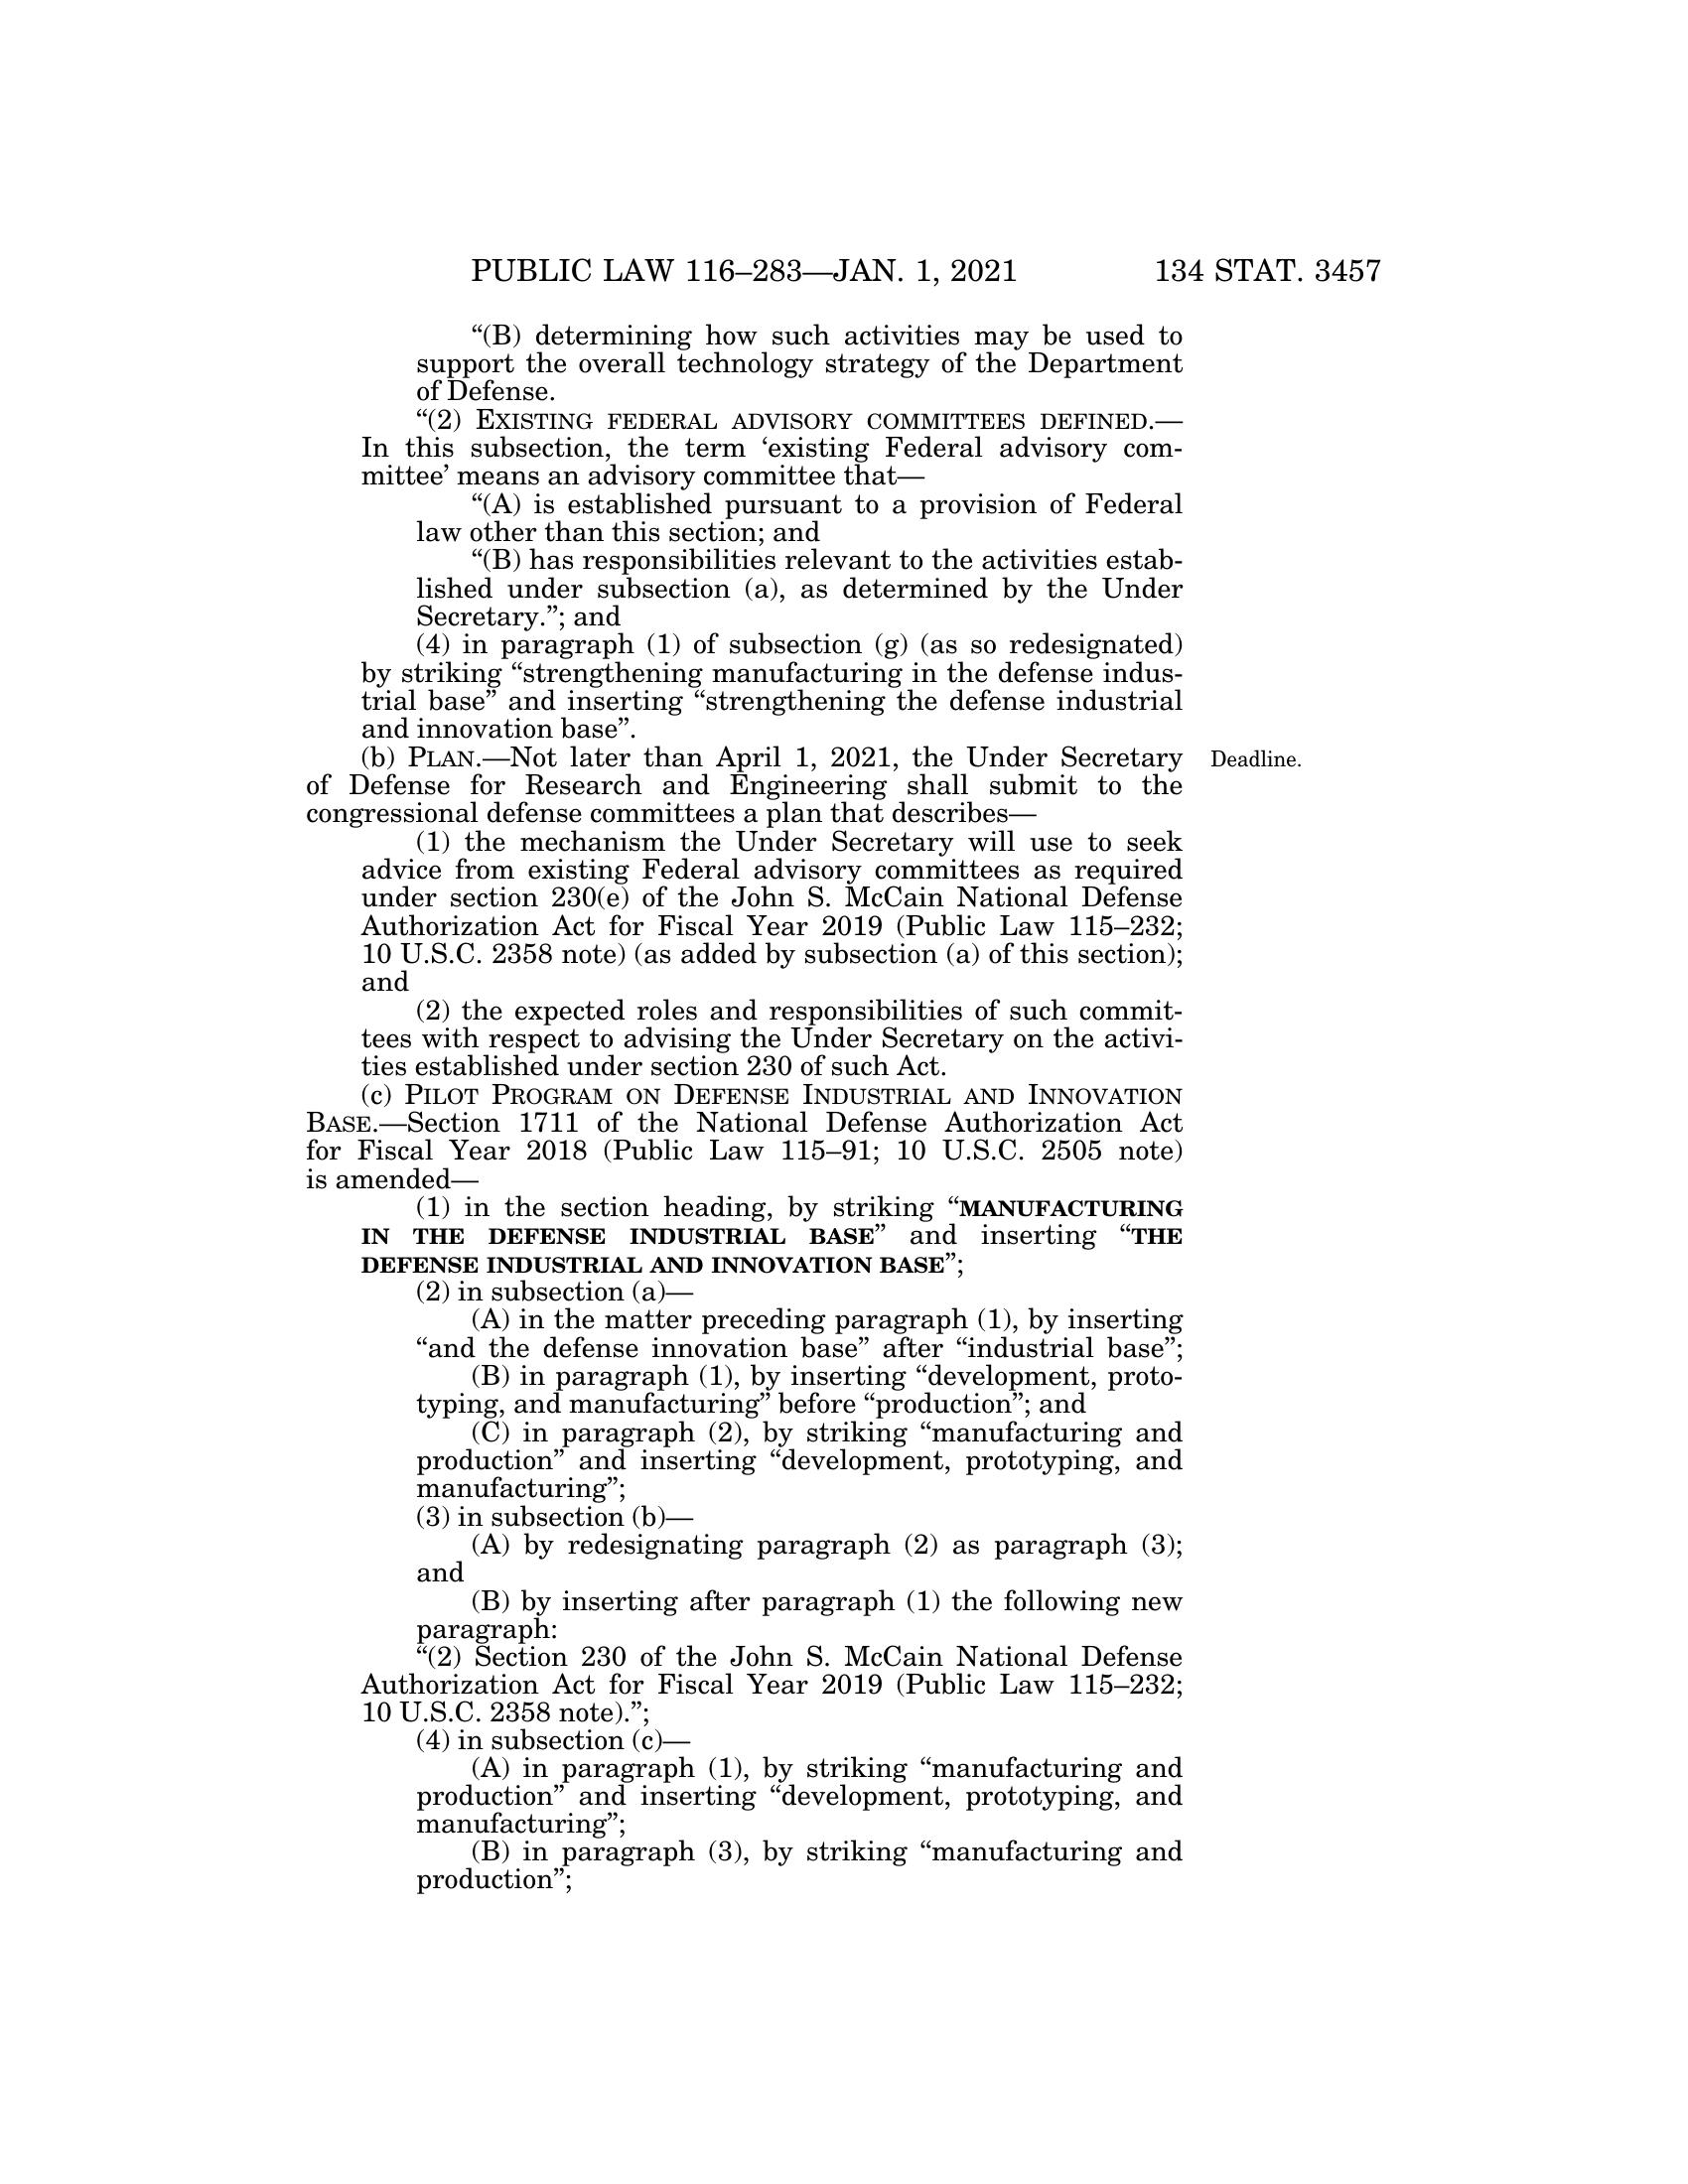 PUBLIC LAW 116–283—JAN. 1, 2021 134 STAT. 3457
“(B) determining how such activities may be used to
support the overall technology strategy of the Department
of Defense.
“(2) EXISTING FEDERAL ADVISORY COMMITTEES DEFINED.—
In this subsection, the term ‘existing Federal advisory com-
mittee’ means an advisory committee that—
“(A) is established pursuant to a provision of Federal
law other than this section; and
“(B) has responsibilities relevant to the activities estab-
lished under subsection (a), as determined by the Under
Secretary.”; and
(4) in paragraph (1) of subsection (g) (as so redesignated)
by striking “strengthening manufacturing in the defense indus-
trial base” and inserting “strengthening the defense industrial
and innovation base”.
(b) PLAN.—Not later than April 1, 2021, the Under Secretary
Deadline.
of Defense for Research and Engineering shall submit to the
congressional defense committees a plan that describes—
(1) the mechanism the Under Secretary will use to seek
advice from existing Federal advisory committees as required
under section 230(e) of the John S. McCain National Defense
Authorization Act for Fiscal Year 2019 (Public Law 115–232;
10 U.S.C. 2358 note) (as added by subsection (a) of this section);
and
(2) the expected roles and responsibilities of such commit-
tees with respect to advising the Under Secretary on the activi-
ties established under section 230 of such Act.
(c) PILOT PROGRAM ON DEFENSE INDUSTRIAL AND INNOVATION
BASE.—Section 1711 of the National Defense Authorization Act
for Fiscal Year 2018 (Public Law 115–91; 10 U.S.C. 2505 note)
is amended—
(1) in the section heading, by striking “MANUFACTURING
IN THE DEFENSE INDUSTRIAL BASE” and inserting “THE
DEFENSE INDUSTRIAL AND INNOVATION BASE”;
(2) in subsection (a)—
(A) in the matter preceding paragraph (1), by inserting
“and the defense innovation base” after “industrial base”;
(B) in paragraph (1), by inserting “development, proto-
typing, and manufacturing” before “production”; and
(C) in paragraph (2), by striking “manufacturing and
production” and inserting “development, prototyping, and
manufacturing”;
(3) in subsection (b)—
(A) by redesignating paragraph (2) as paragraph (3);
and
(B) by inserting after paragraph (1) the following new
paragraph:
“(2) Section 230 of the John S. McCain National Defense
Authorization Act for Fiscal Year 2019 (Public Law 115–232;
10 U.S.C. 2358 note).”;
(4) in subsection (c)—
(A) in paragraph (1), by striking “manufacturing and
production” and inserting “development, prototyping, and
manufacturing”;
(B) in paragraph (3), by striking “manufacturing and
production”;